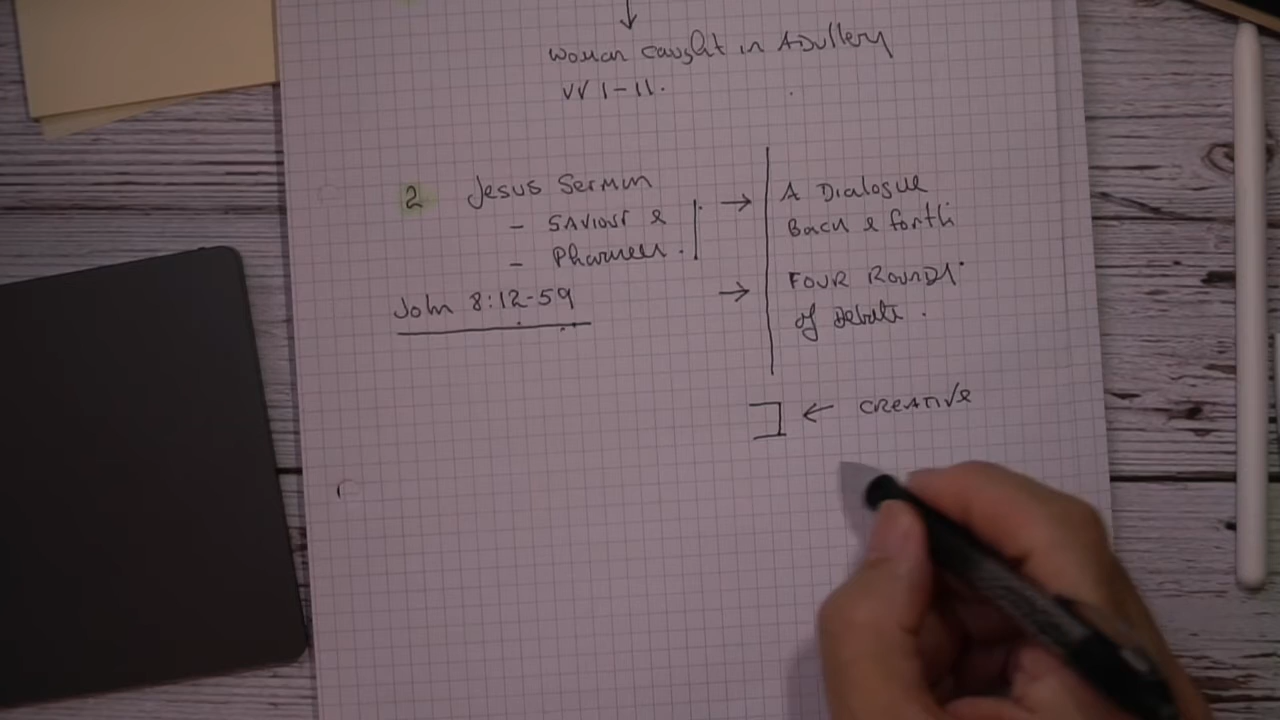 Woman caught in Adultery
VV 1-11.
2 Jesus Sermon
- Saviour &
- Pharisees.
John 8:12-59
→ A Dialogue
Back & forth
→ Four Rounds
of Debate.
] ← Creative